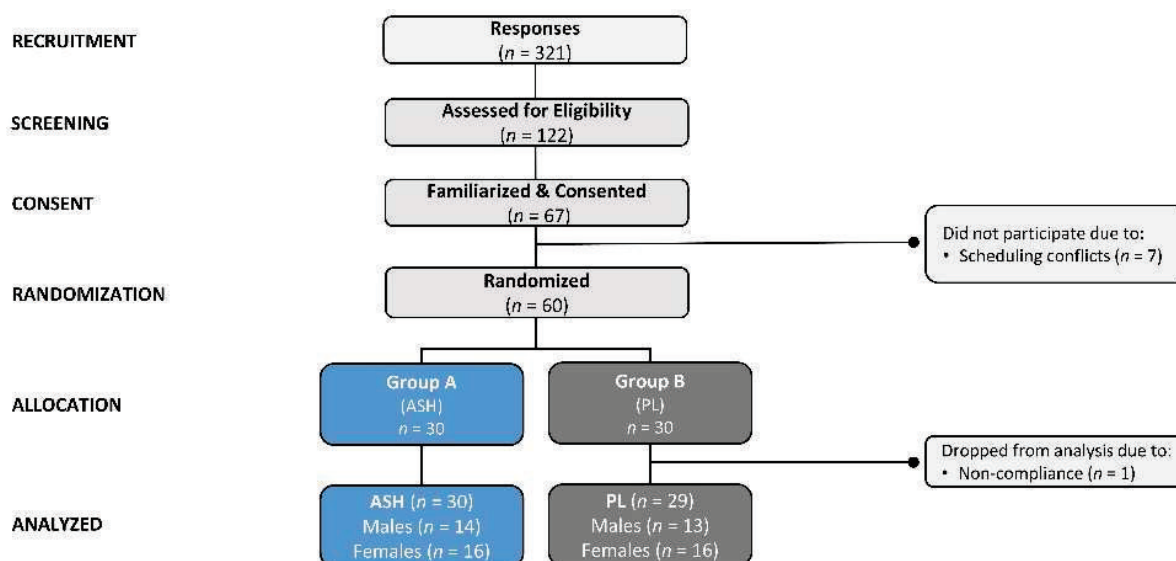 RECRUITMENT
Responses
(n = 321)
SCREENING
Assessed for Eligibility
(n = 122)
CONSENT
Familiarized & Consented
(n = 67)
Did not participate due to:
• Scheduling conflicts (n = 7)
RANDOMIZATION
Randomized
(n = 60)
ALLOCATION
Group A
(ASH)
n = 30
Group B
(PL)
n = 30
Dropped from analysis due to:
• Non-compliance (n = 1)
ANALYZED
ASH (n = 30)
Males (n = 14)
Females (n = 16)
PL (n = 29)
Males (n = 13)
Females (n = 16)